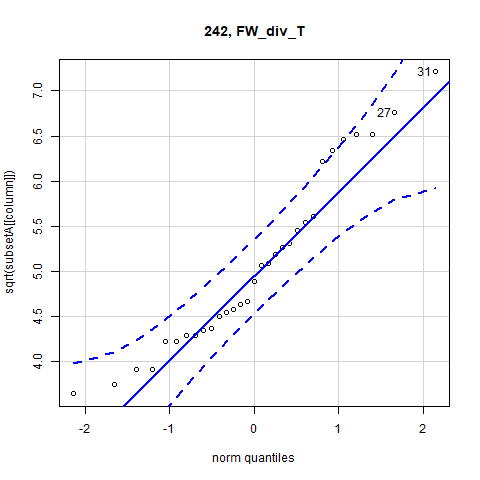 242, FW_div_T
sqrt(subsetA[[column]])
7.0
6.5
6.0
5.5
5.0
4.5
4.0
31
27
-2 -1 0 1 2
norm quantiles